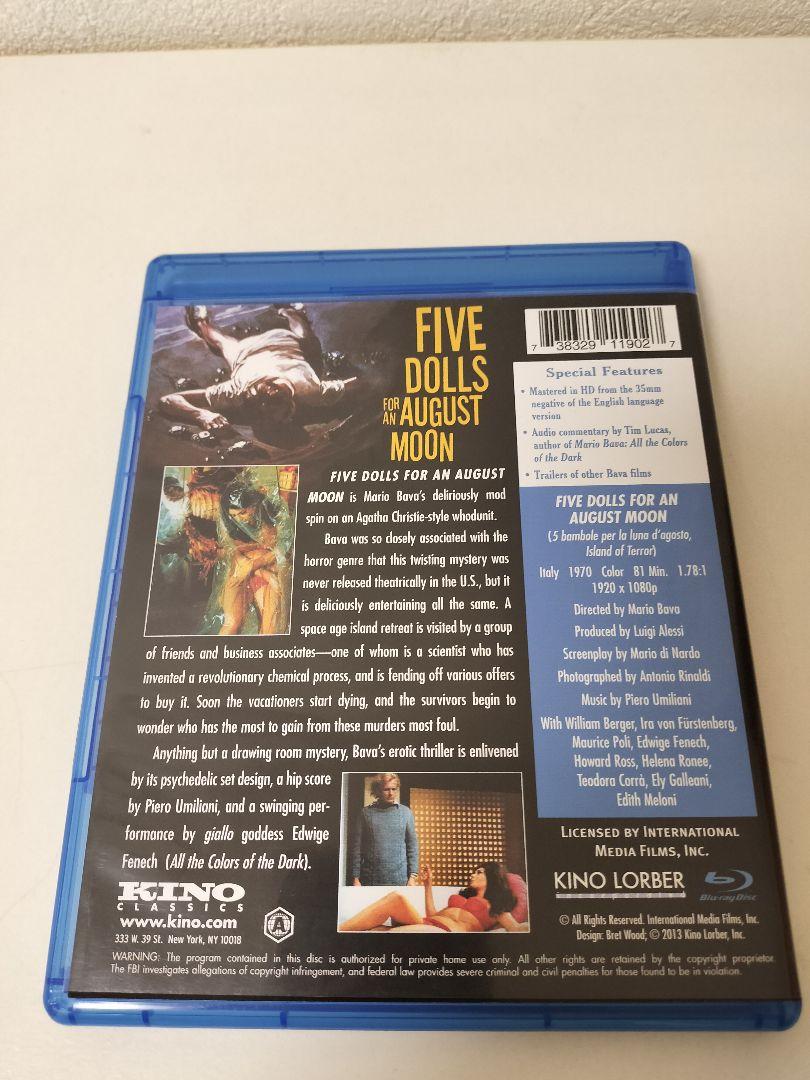 FIVE
DOLLS
FOR AN AUGUST
MOON
FIVE DOLLS FOR AN AUGUST
MOON is Mario Bava's deliriously mod
spin on an Agatha Christie-style whodunit.
Bava was so closely associated with the
horror genre that this twisting mystery was
never released theatrically in the U.S., but it
is deliciously entertaining all the same. A
space age island retreat is visited by a group
of friends and business associates—one of whom is a scientist who has
invented a revolutionary chemical process, and is fending off various offers
to buy it. Soon the vacationers start dying, and the survivors begin to
wonder who has the most to gain from these murders most foul.
Anything but a drawing room mystery, Bava's erotic thriller is enlivened
by its psychedelic set design, a hip score
by Piero Umiliani, and a swinging per-
formance by giallo goddess Edwige
Fenech (All the Colors of the Dark).
KINO
CLASSICS
www.kino.com
333 W. 39 St. New York, NY 10018
A
7 38329 11902 7
Special Features
• Mastered in HD from the 35mm
negative of the English language
version
• Audio commentary by Tim Lucas,
author of Mario Bava: All the Colors
of the Dark
• Trailers of other Bava films
FIVE DOLLS FOR AN
AUGUST MOON
(5 bambole per la luna d'agosto,
Island of Terror)
Italy 1970 Color 81 Min. 1.78:1
1920 x 1080p
Directed by Mario Bava
Produced by Luigi Alessi
Screenplay by Mario di Nardo
Photographed by Antonio Rinaldi
Music by Piero Umiliani
With William Berger, Ira von Fürstenberg,
Maurice Poli, Edwige Fenech,
Howard Ross, Helena Ronee,
Teodora Corrà, Ely Galleani,
Edith Meloni
LICENSED BY INTERNATIONAL
MEDIA FILMS, INC.
KINO LORBER
Blu-ray Disc
© All Rights Reserved. International Media Films, Inc.
Design: Bret Wood; © 2013 Kino Lorber, Inc.
WARNING: The program contained in this disc is authorized for private home use only. All other rights are retained by the copyright proprietor.
The FBI investigates allegations of copyright infringement, and federal law provides severe criminal and civil penalties for those found to be in violation.